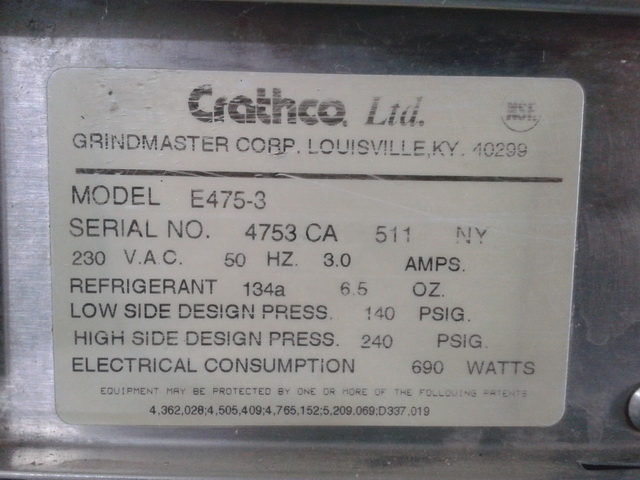 Crathco Ltd. NSF
GRINDMASTER CORP. LOUISVILLE, KY. 40299
MODEL E475-3
SERIAL NO. 4753 CA 511 NY
230 V.A.C. 50 HZ. 3.0 AMPS.
REFRIGERANT 134a 6.5 OZ.
LOW SIDE DESIGN PRESS. 140 PSIG.
HIGH SIDE DESIGN PRESS. 240 PSIG.
ELECTRICAL CONSUMPTION 690 WATTS
EQUIPMENT MAY BE PROTECTED BY ONE OR MORE OF THE FOLLOWING PATENTS
4,362,028;4,505,409;4,765,152;5,209.069;D337.019